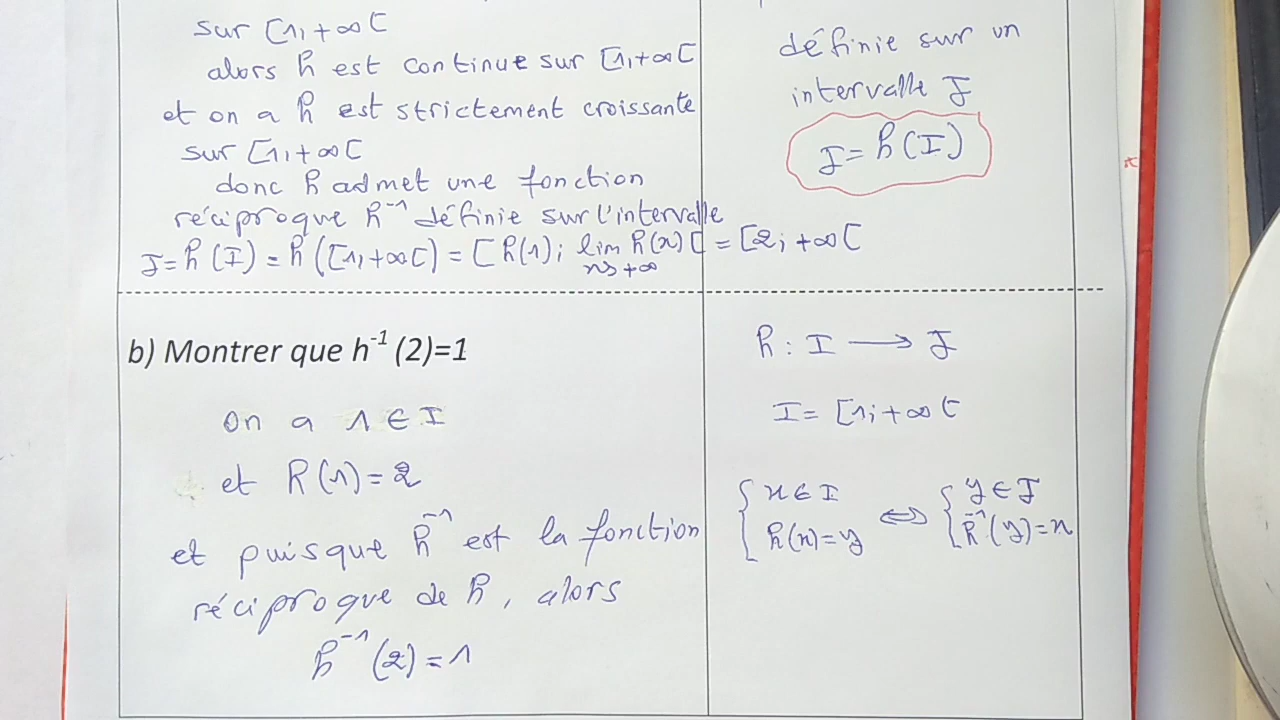 sur [1,+∞[
alors h est continue sur [1,+∞[
et on a h est strictement croissante
sur [1,+∞[
donc h admet une fonction
réciproque h⁻¹ définie sur l'intervalle
J=h(I)=h([1,+∞[)=[h(1); lim h(x)[=[2;+∞[
x→+∞
définie sur un
intervalle J
J=h(I)
b) Montrer que h⁻¹ (2)=1
On a 1∈I
et h(1)=2
et puisque h⁻¹ est la fonction
réciproque de h, alors
h⁻¹(2)=1
h: I → J
I=[1;+∞[
{x∈I ⇔ {y∈J
h(x)=y h⁻¹(y)=x